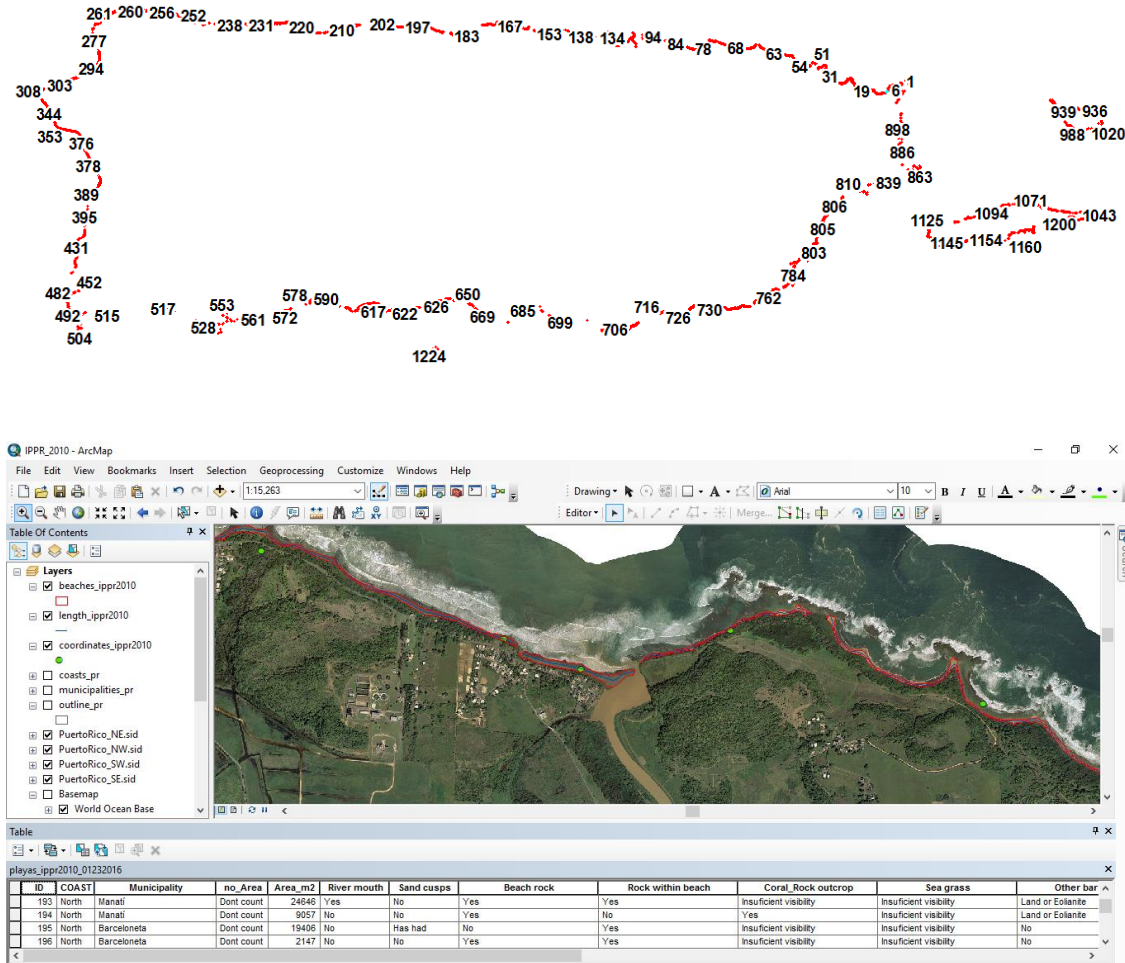 261 260 256 252 238 231 220 210 202 197 183 167 153 138 134 94 84 78 68 63 54 51 31 19 6 1
277
294
308 303
344
353 376
378
389
395
431
452
482
492 515
504
517
553
528 561
578 590
572
617 622 626 650
669
685
699
706
716
726 730
762
784
803
805
806
810 839
863
886
898
939 936
988 1020
1071
1094 1043
1125 1200
1145 1154 1160
1224
IPPR_2010 - ArcMap
File Edit View Bookmarks Insert Selection Geoprocessing Customize Windows Help
1:15,263 Drawing Arial 10 B I U A
Editor Merge...
Table Of Contents
Layers
beaches_ippr2010
length_ippr2010
coordinates_ippr2010
coasts_pr
municipalities_pr
outline_pr
PuertoRico_NE.sid
PuertoRico_NW.sid
PuertoRico_SW.sid
PuertoRico_SE.sid
Basemap
World Ocean Base
Table
playas_ippr2010_01232016
ID COAST Municipality no_Area Area_m2 River mouth Sand cusps Beach rock Rock within beach Coral_Rock outcrop Sea grass Other bar
193 North Manatí Dont count 24646 Yes No Yes Yes Insufficient visibility Insufficient visibility Land or Eolianite
194 North Manatí Dont count 9057 No No Yes No Yes Insufficient visibility Land or Eolianite
195 North Barceloneta Dont count 19406 No Has had No Yes Insufficient visibility Insufficient visibility No
196 North Barceloneta Dont count 2147 No No Yes Yes Insufficient visibility Insufficient visibility No